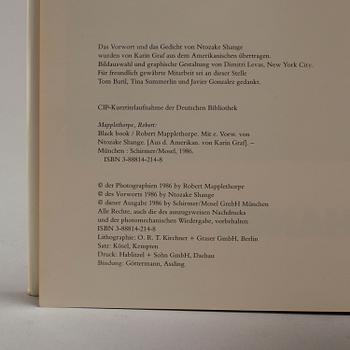 Das Vorwort und das Gedicht von Ntozake Shange
wurden von Karin Graf aus dem Amerikanischen übertragen.
Bildauswahl und graphische Gestaltung von Dimitri Levas, New York City.
Für freundlich gewährte Mitarbeit sei an dieser Stelle
Tom Baril, Tina Summerlin und Javier Gonzalez gedankt.
CIP-Kurztitelaufnahme der Deutschen Bibliothek
Mapplethorpe, Robert:
Black book / Robert Mapplethorpe. Mit e. Vorw. von
Ntozake Shange. [Aus d. Amerikan. von Karin Graf]. –
München : Schirmer/Mosel, 1986.
ISBN 3-88814-214-8
© der Photographien 1986 by Robert Mapplethorpe
© des Vorworts 1986 by Ntozake Shange
© dieser Ausgabe 1986 by Schirmer/Mosel GmbH München
Alle Rechte, auch die des auszugsweisen Nachdrucks
und der photomechanischen Wiedergabe, vorbehalten
ISBN 3-88814-214-8
Lithographie: O. R. T. Kirchner + Graser GmbH, Berlin
Satz: Kösel, Kempten
Druck: Hablitzel + Sohn GmbH, Dachau
Bindung: Göttermann, Assling